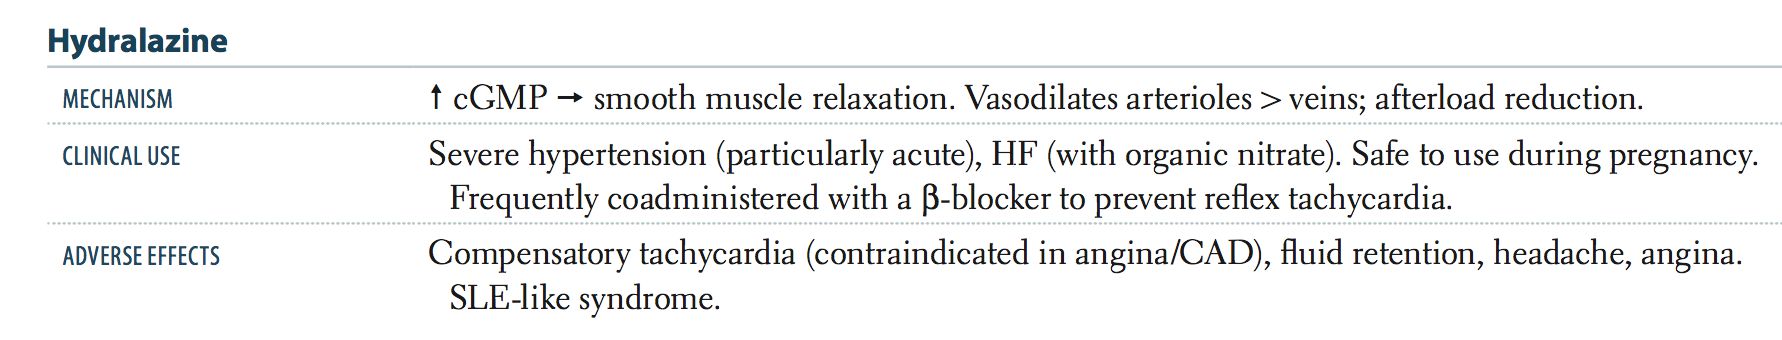 Hydralazine
MECHANISM ↑ cGMP → smooth muscle relaxation. Vasodilates arterioles > veins; afterload reduction.
CLINICAL USE Severe hypertension (particularly acute), HF (with organic nitrate). Safe to use during pregnancy.
Frequently coadministered with a β-blocker to prevent reflex tachycardia.
ADVERSE EFFECTS Compensatory tachycardia (contraindicated in angina/CAD), fluid retention, headache, angina.
SLE-like syndrome.